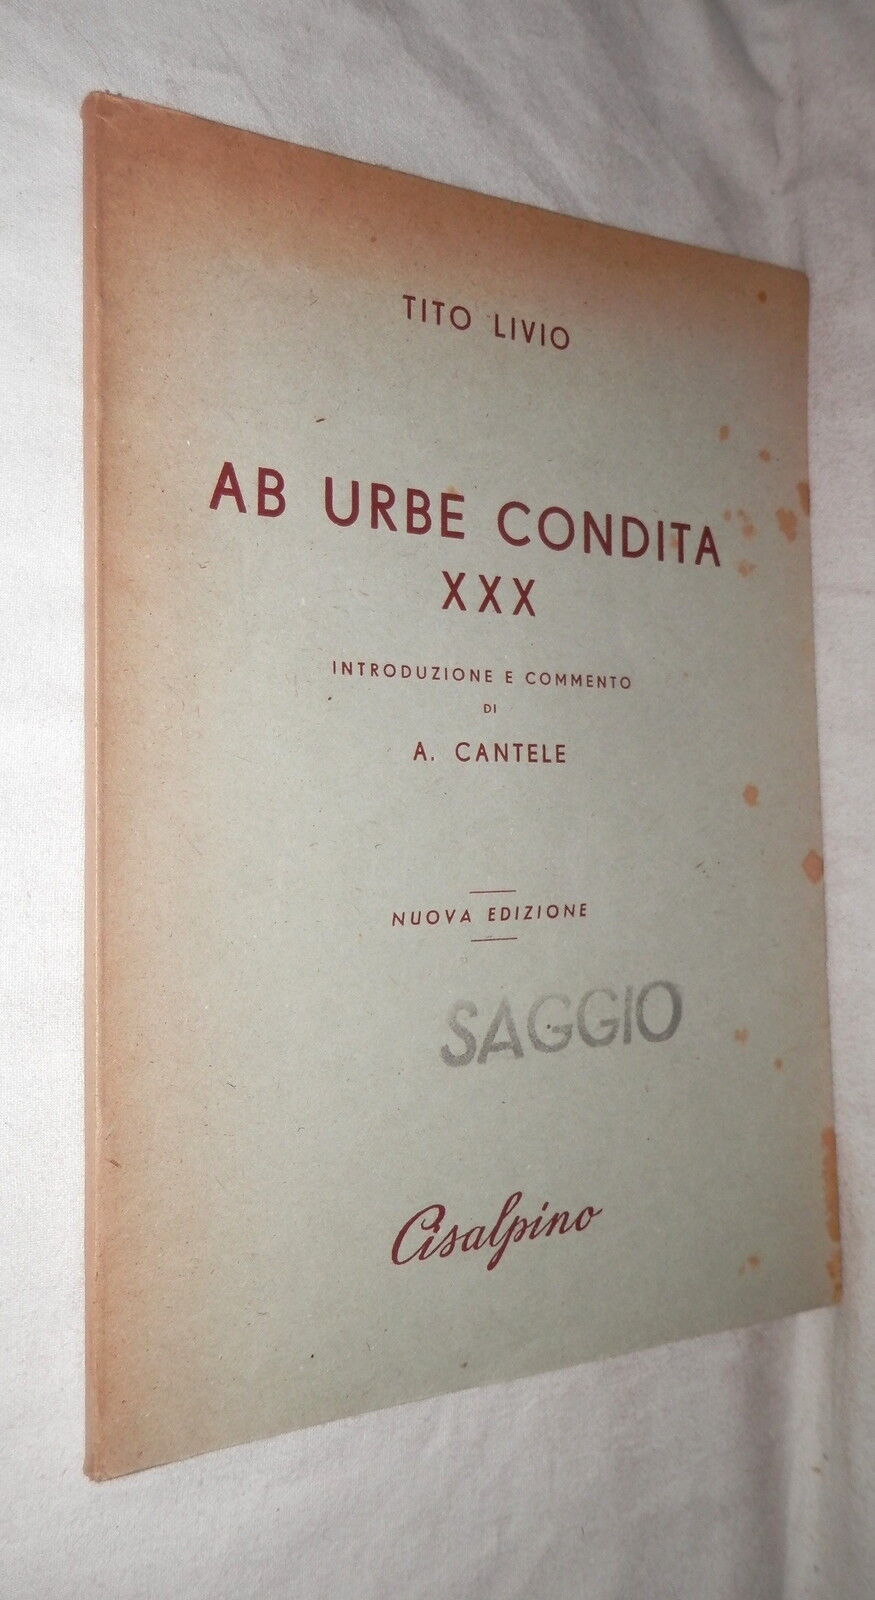 TITO LIVIO
AB URBE CONDITA
XXX
INTRODUZIONE E COMMENTO
DI
A. CANTELE
NUOVA EDIZIONE
SAGGIO
Cisalpino